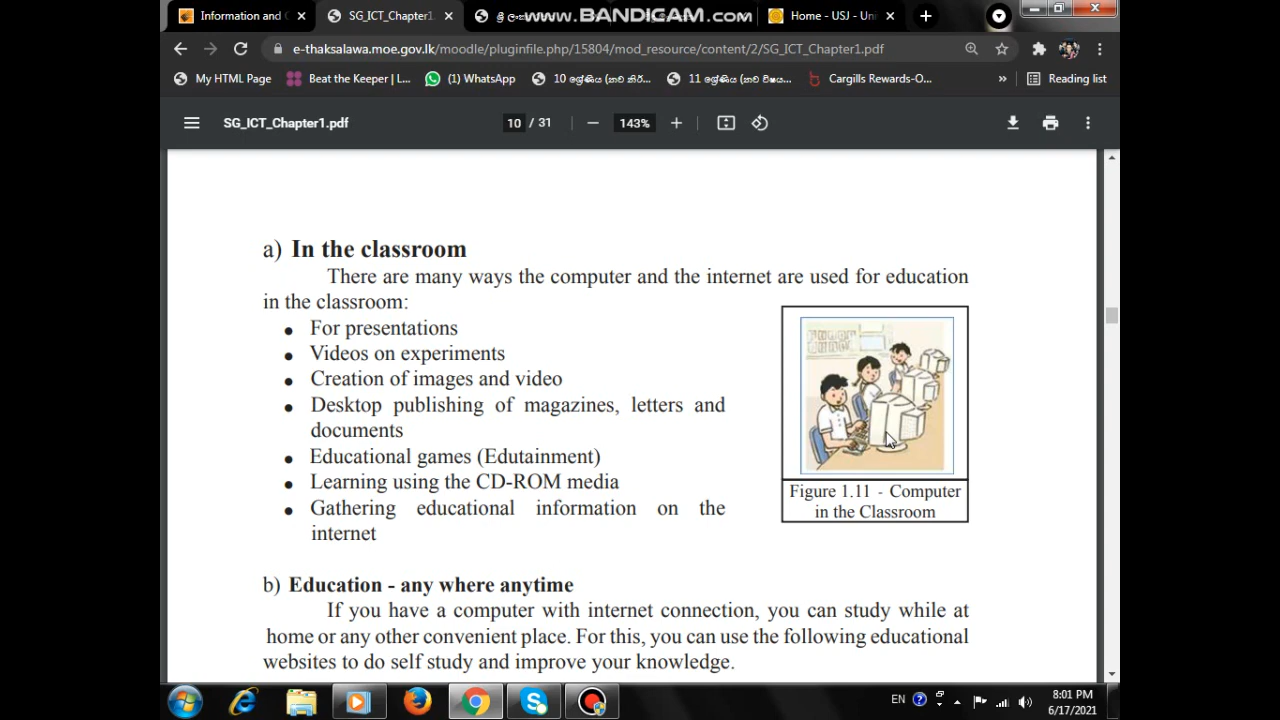 Information and
SG_ICT_Chapter1.
WWW.BANDICAM.COM
Home - USJ - Un
e-thaksalawa.moe.gov.lk/moodle/pluginfile.php/15804/mod_resource/content/2/SG_ICT_Chapter1.pdf
My HTML Page Beat the Keeper | L... (1) WhatsApp 10 ශ්‍රේණිය (නව නිර්... 11 ශ්‍රේණිය (නව විෂය... Cargills Rewards-O... » Reading list
SG_ICT_Chapter1.pdf 10 / 31 143%
a) In the classroom
There are many ways the computer and the internet are used for education
in the classroom:
• For presentations
• Videos on experiments
• Creation of images and video
• Desktop publishing of magazines, letters and
documents
• Educational games (Edutainment)
• Learning using the CD-ROM media
• Gathering educational information on the
internet
Figure 1.11 - Computer
in the Classroom
b) Education - any where anytime
If you have a computer with internet connection, you can study while at
home or any other convenient place. For this, you can use the following educational
websites to do self study and improve your knowledge.
EN 8:01 PM
6/17/2021